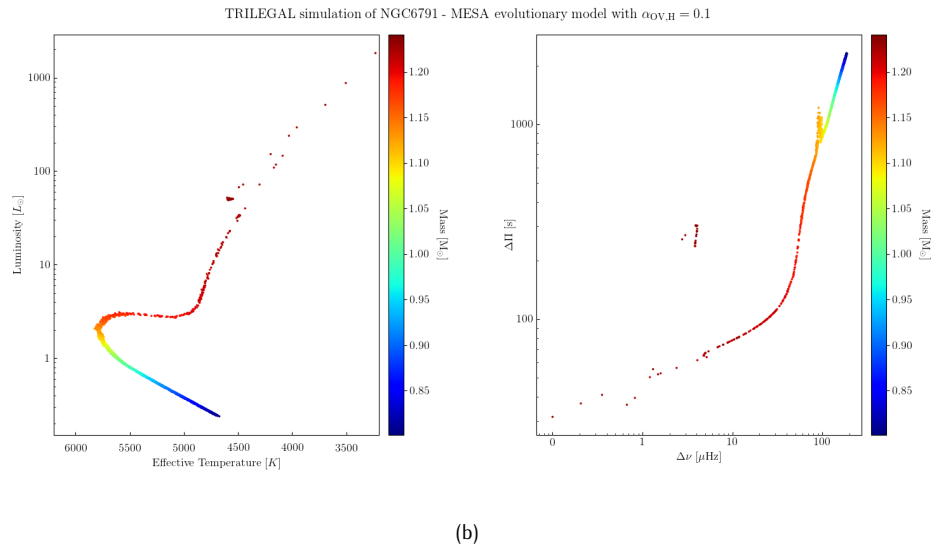 TRILEGAL simulation of NGC6791 - MESA evolutionary model with α_OV,H = 0.1
1000
100
10
1
Luminosity [L⊙]
6000 5500 5000 4500 4000 3500
Effective Temperature [K]
1.20
1.15
1.10
1.05
1.00
0.95
0.90
0.85
Mass [M⊙]
1000
100
ΔΠ [s]
0 1 10 100
Δν [μHz]
1.20
1.15
1.10
1.05
1.00
0.95
0.90
0.85
Mass [M⊙]
(b)